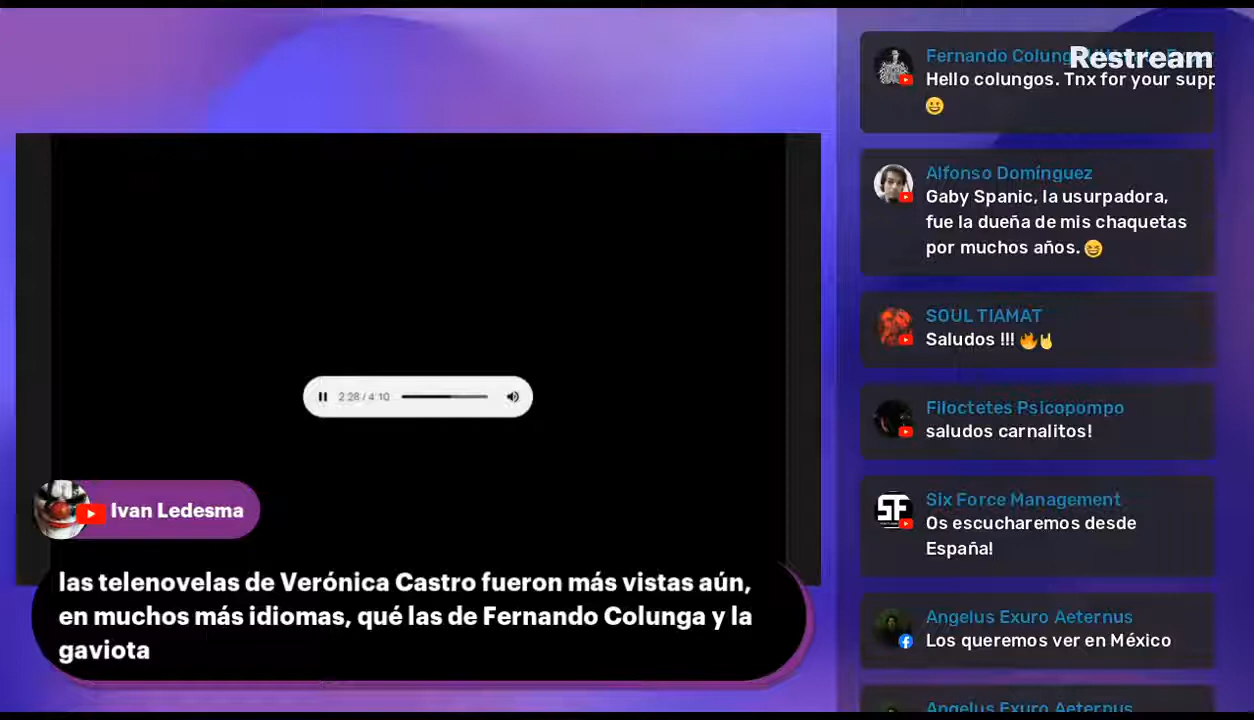 Restream
Fernando Colung
Hello colungos. Tnx for your supp
😀
Alfonso Domínguez
Gaby Spanic, la usurpadora,
fue la dueña de mis chaquetas
por muchos años. 😆
SOUL TIAMAT
Saludos !!! 🔥🤘
Filoctetes Psicopompo
saludos carnalitos!
SF Six Force Management
Os escucharemos desde
España!
Angelus Exuro Aeternus
Los queremos ver en México
Angelus Exuro Aeternus
2:28 / 4:10
Ivan Ledesma
las telenovelas de Verónica Castro fueron más vistas aún,
en muchos más idiomas, qué las de Fernando Colunga y la
gaviota